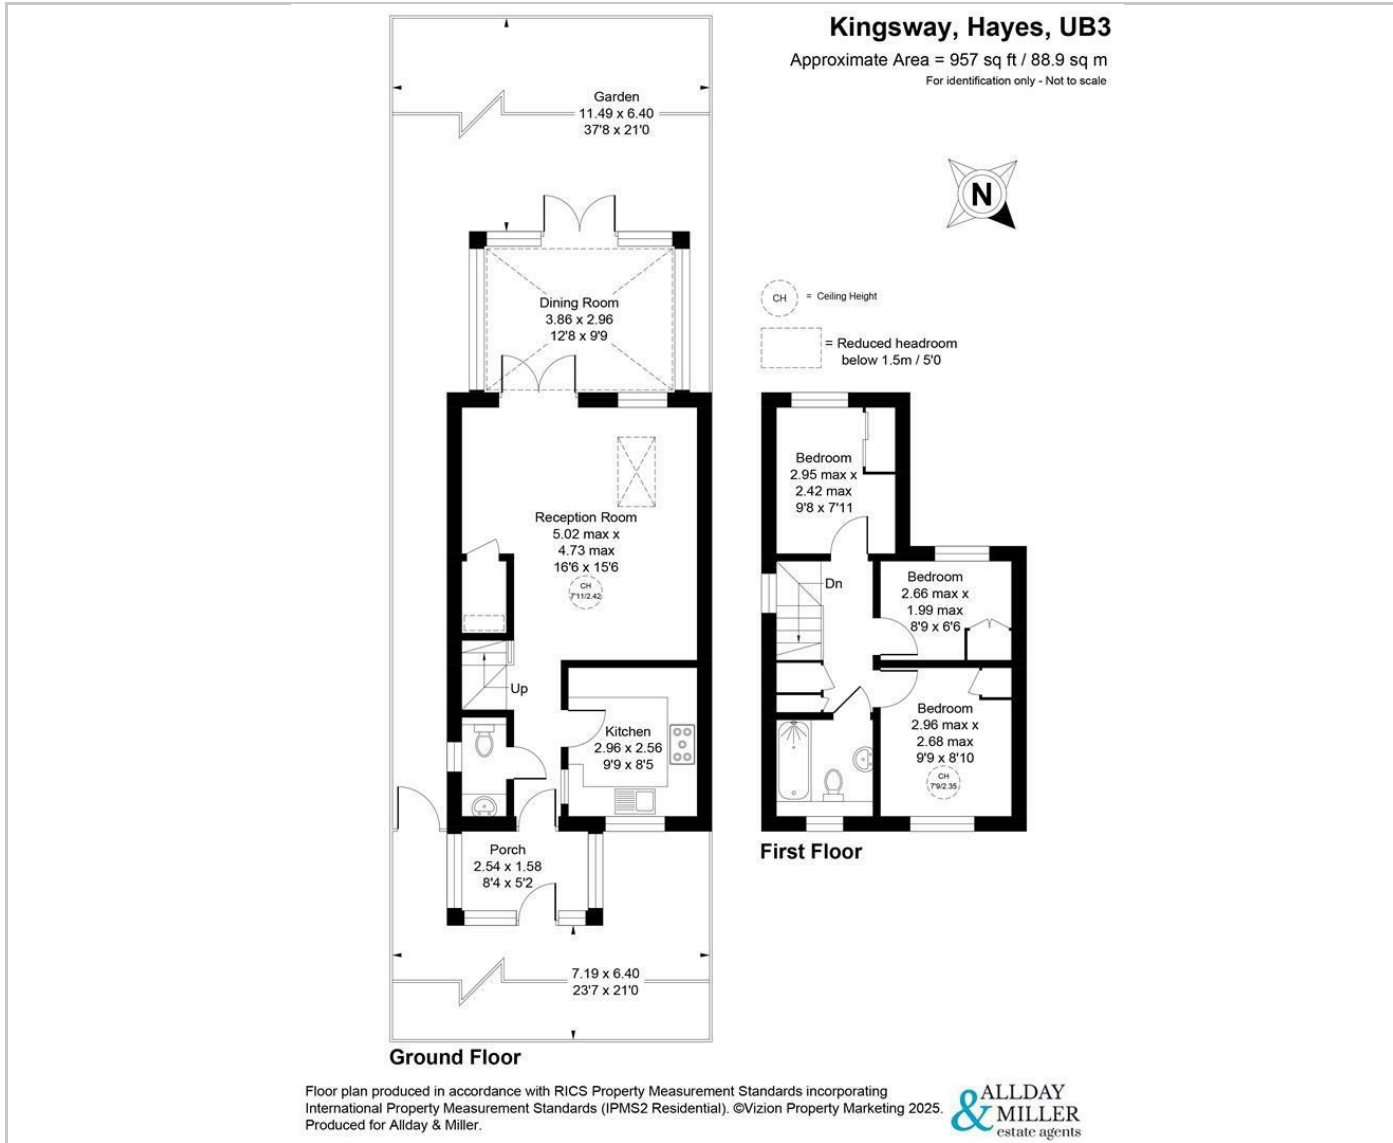 Kingsway, Hayes, UB3
Approximate Area = 957 sq ft / 88.9 sq m
For identification only - Not to scale
N
CH = Ceiling Height
= Reduced headroom
below 1.5m / 5'0
Garden
11.49 x 6.40
37'8 x 21'0
Dining Room
3.86 x 2.96
12'8 x 9'9
Reception Room
5.02 max x
4.73 max
16'6 x 15'6
CH
7'11/2.42
Up
Kitchen
2.96 x 2.56
9'9 x 8'5
Porch
2.54 x 1.58
8'4 x 5'2
7.19 x 6.40
23'7 x 21'0
Ground Floor
Bedroom
2.95 max x
2.42 max
9'8 x 7'11
Dn
Bedroom
2.66 max x
1.99 max
8'9 x 6'6
Bedroom
2.96 max x
2.68 max
9'9 x 8'10
CH
7'9/2.35
First Floor
Floor plan produced in accordance with RICS Property Measurement Standards incorporating
International Property Measurement Standards (IPMS2 Residential). ©Vizion Property Marketing 2025.
Produced for Allday & Miller.
ALLDAY
& MILLER
estate agents